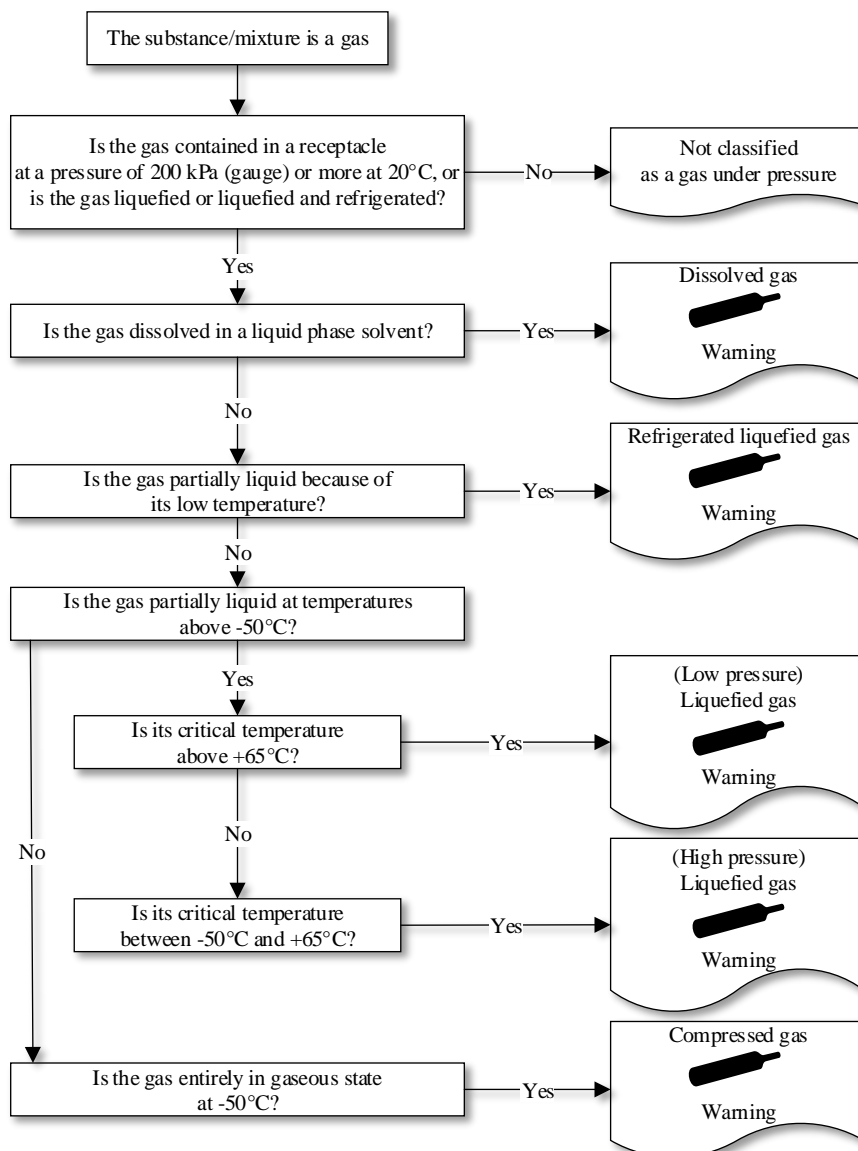 The substance/mixture is a gas
Is the gas contained in a receptacle
at a pressure of 200 kPa (gauge) or more at 20°C, or
is the gas liquefied or liquefied and refrigerated?
No
Not classified
as a gas under pressure
Yes
Is the gas dissolved in a liquid phase solvent?
Yes
Dissolved gas
Warning
No
Is the gas partially liquid because of
its low temperature?
Yes
Refrigerated liquefied gas
Warning
No
Is the gas partially liquid at temperatures
above -50°C?
Yes
Is its critical temperature
above +65°C?
Yes
(Low pressure)
Liquefied gas
Warning
No
Is its critical temperature
between -50°C and +65°C?
Yes
(High pressure)
Liquefied gas
Warning
No
Is the gas entirely in gaseous state
at -50°C?
Yes
Compressed gas
Warning